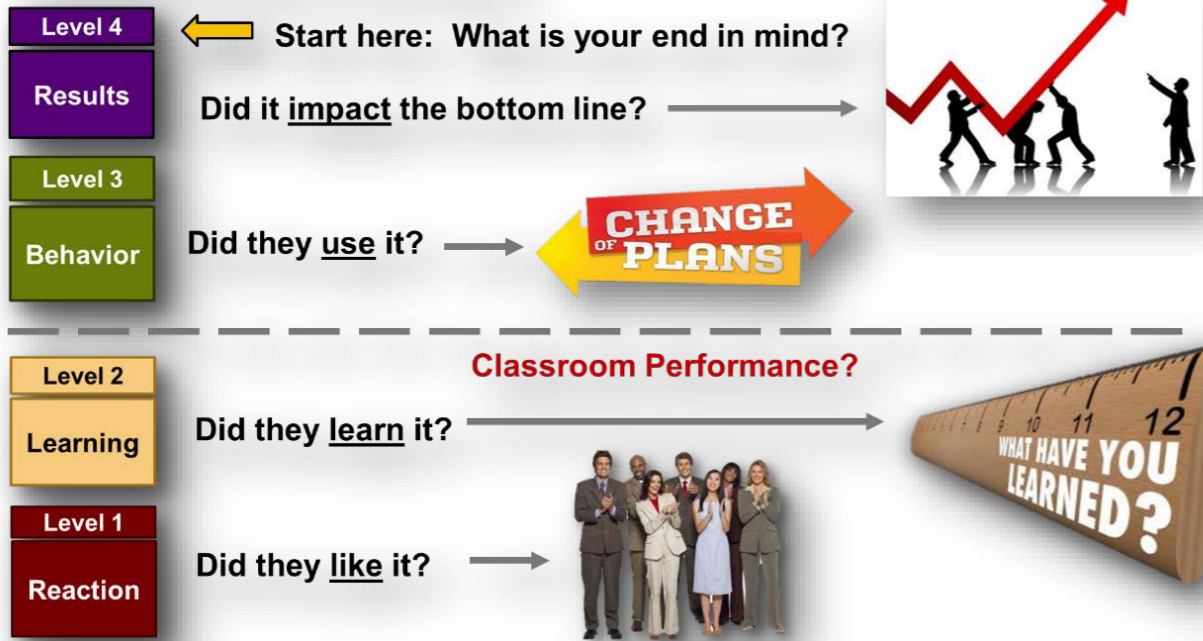 Level 4
Start here: What is your end in mind?
Results
Did it impact the bottom line?
Level 3
Behavior
Did they use it?
CHANGE
OF PLANS
Classroom Performance?
Level 2
Learning
Did they learn it?
9 10 11 12
WHAT HAVE YOU
LEARNED?
Level 1
Reaction
Did they like it?